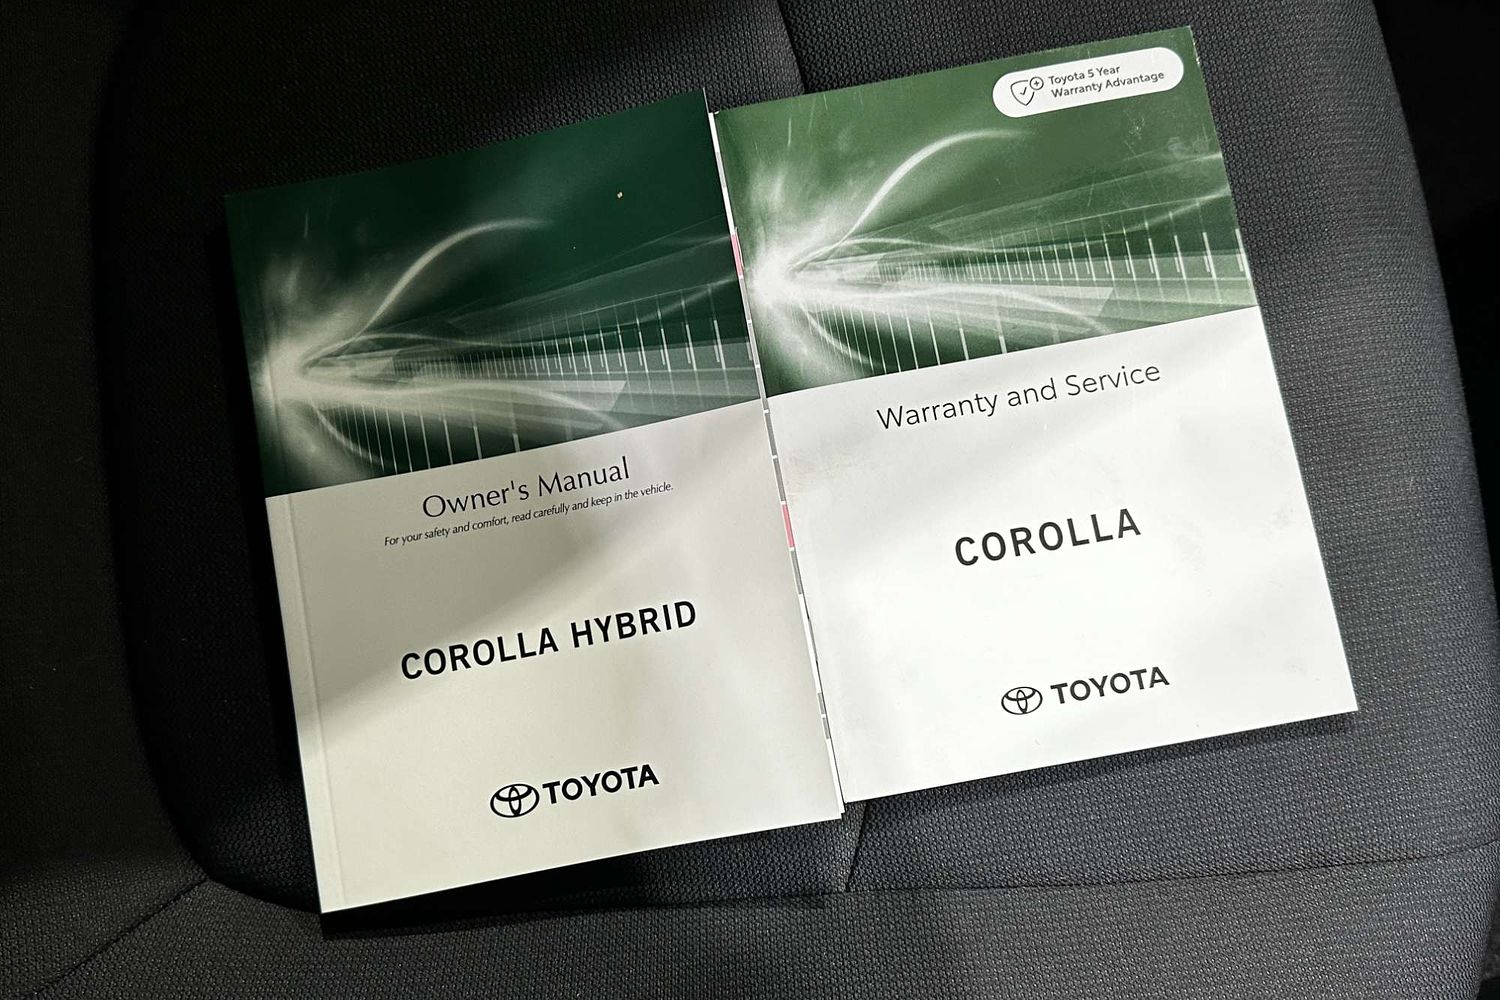 Owner's Manual
For your safety and comfort, read carefully and keep in the vehicle.
COROLLA HYBRID
TOYOTA
Toyota 5 Year
Warranty Advantage
Warranty and Service
COROLLA
TOYOTA